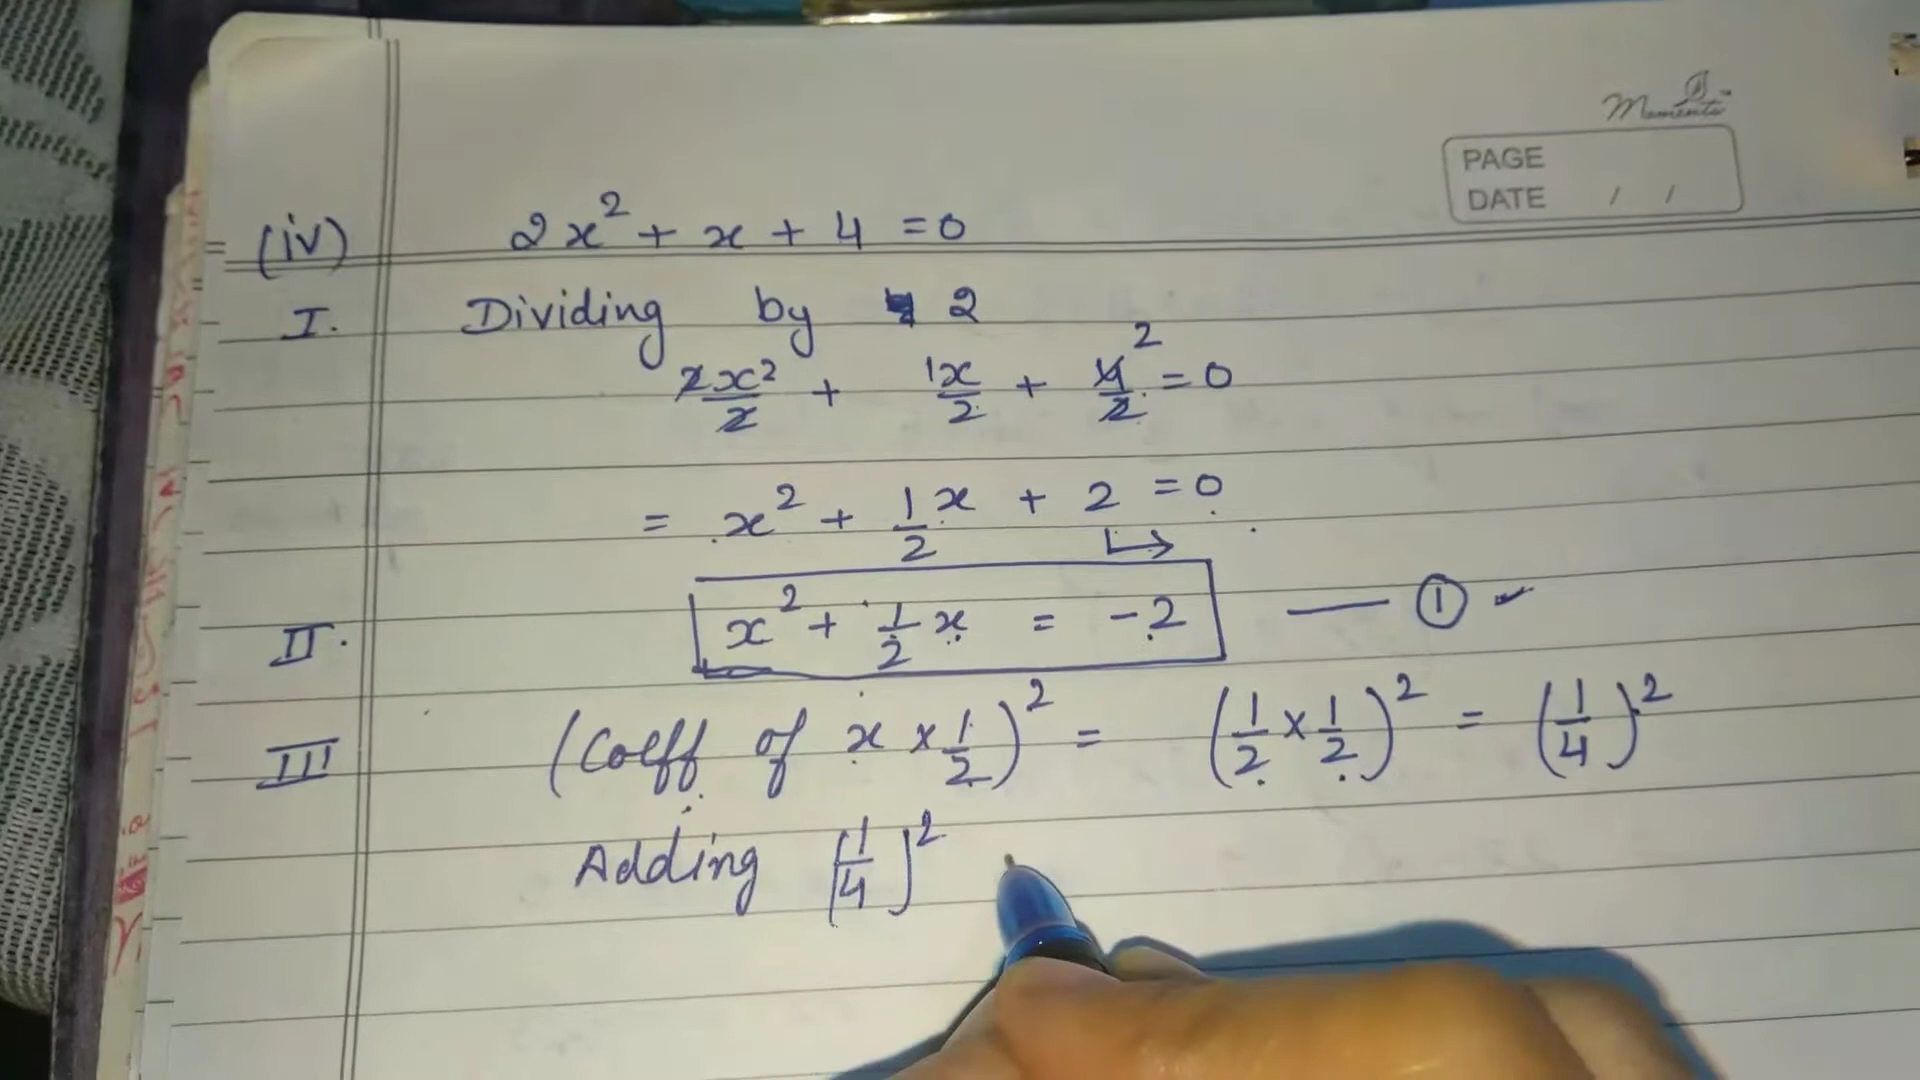 Moments
PAGE
DATE / /
(iv) 2x² + x + 4 = 0
I. Dividing by 2
2x²/2 + 1x/2 + 4/2 2 = 0
= x² + 1/2 x + 2 = 0
II. x² + 1/2 x = -2 —— ①
III (Coeff of x × 1/2)² = (1/2 × 1/2)² = (1/4)²
Adding (1/4)²